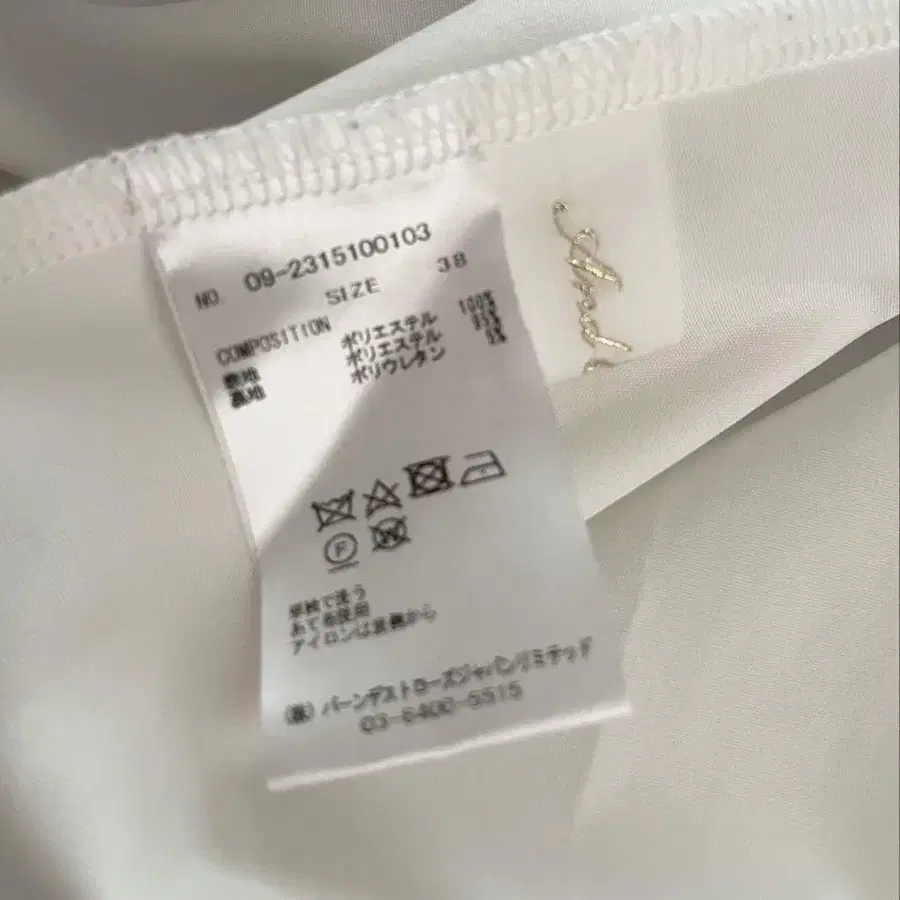 NO. 09-2315100103
SIZE 38
COMPOSITION
表地 ポリエステル 100%
裏地 ポリエステル 95%
ポリウレタン 5%
F
W
単独で洗う
あて布使用
アイロンは裏側から
(株) バーンデストローズジャパンリミテッド
03-6400-5515